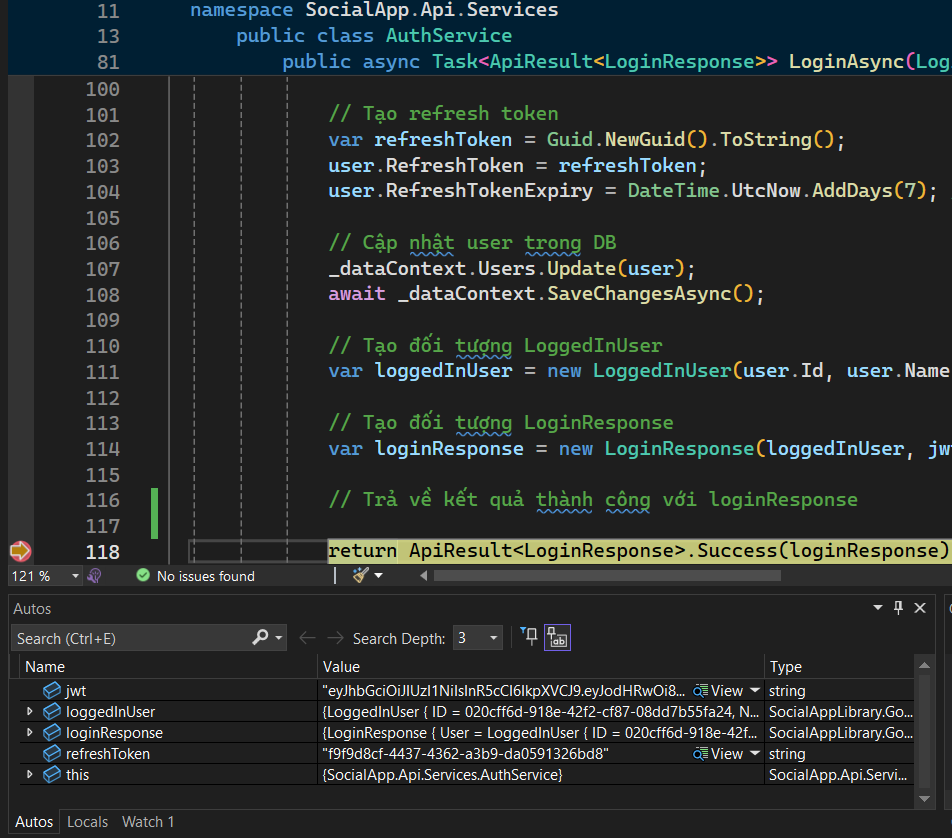 11 namespace SocialApp.Api.Services
13 public class AuthService
81 public async Task<ApiResult<LoginResponse>> LoginAsync(Log
100
101 // Tạo refresh token
102 var refreshToken = Guid.NewGuid().ToString();
103 user.RefreshToken = refreshToken;
104 user.RefreshTokenExpiry = DateTime.UtcNow.AddDays(7);
105
106 // Cập nhật user trong DB
107 _dataContext.Users.Update(user);
108 await _dataContext.SaveChangesAsync();
109
110 // Tạo đối tượng LoggedInUser
111 var loggedInUser = new LoggedInUser(user.Id, user.Name
112
113 // Tạo đối tượng LoginResponse
114 var loginResponse = new LoginResponse(loggedInUser, jw
115
116 // Trả về kết quả thành công với loginResponse
117
118 return ApiResult<LoginResponse>.Success(loginResponse)
121 % No issues found
Autos
Search (Ctrl+E) Search Depth: 3
Name Value Type
jwt "eyJhbGciOiJIUzI1NiIsInR5cCI6IkpXVCJ9.eyJodHRwOi8... View string
loggedInUser {LoggedInUser { ID = 020cff6d-918e-42f2-cf87-08dd7b55fa24, N... SocialAppLibrary.Go...
loginResponse {LoginResponse { User = LoggedInUser { ID = 020cff6d-918e-42f... SocialAppLibrary.Go...
refreshToken "f9f9d8cf-4437-4362-a3b9-da0591326bd8" View string
this {SocialApp.Api.Services.AuthService} SocialApp.Api.Servi...
Autos Locals Watch 1